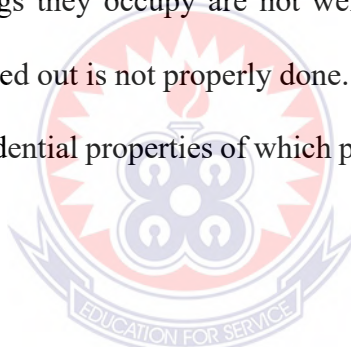 gs they occupy are not we
ed out is not properly done.
dential properties of which p
EDUCATION FOR SERVICE